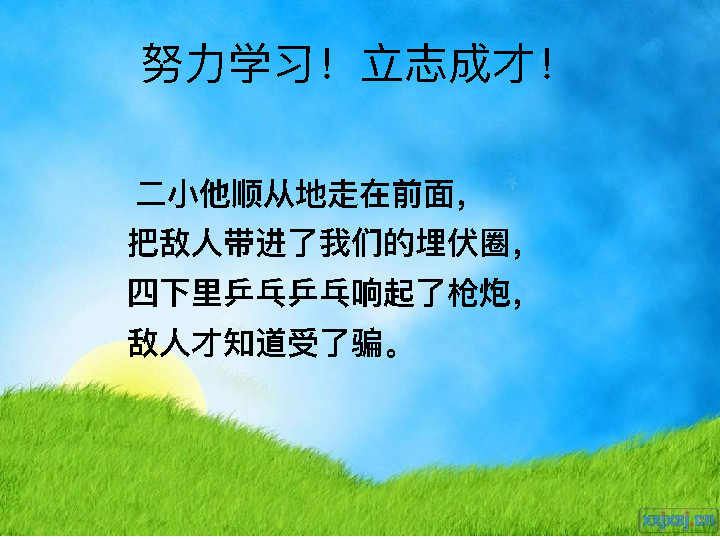 努力学习！立志成才！
二小他顺从地走在前面，
把敌人带进了我们的埋伏圈，
四下里乒乓乒乓响起了枪炮，
敌人才知道受了骗。